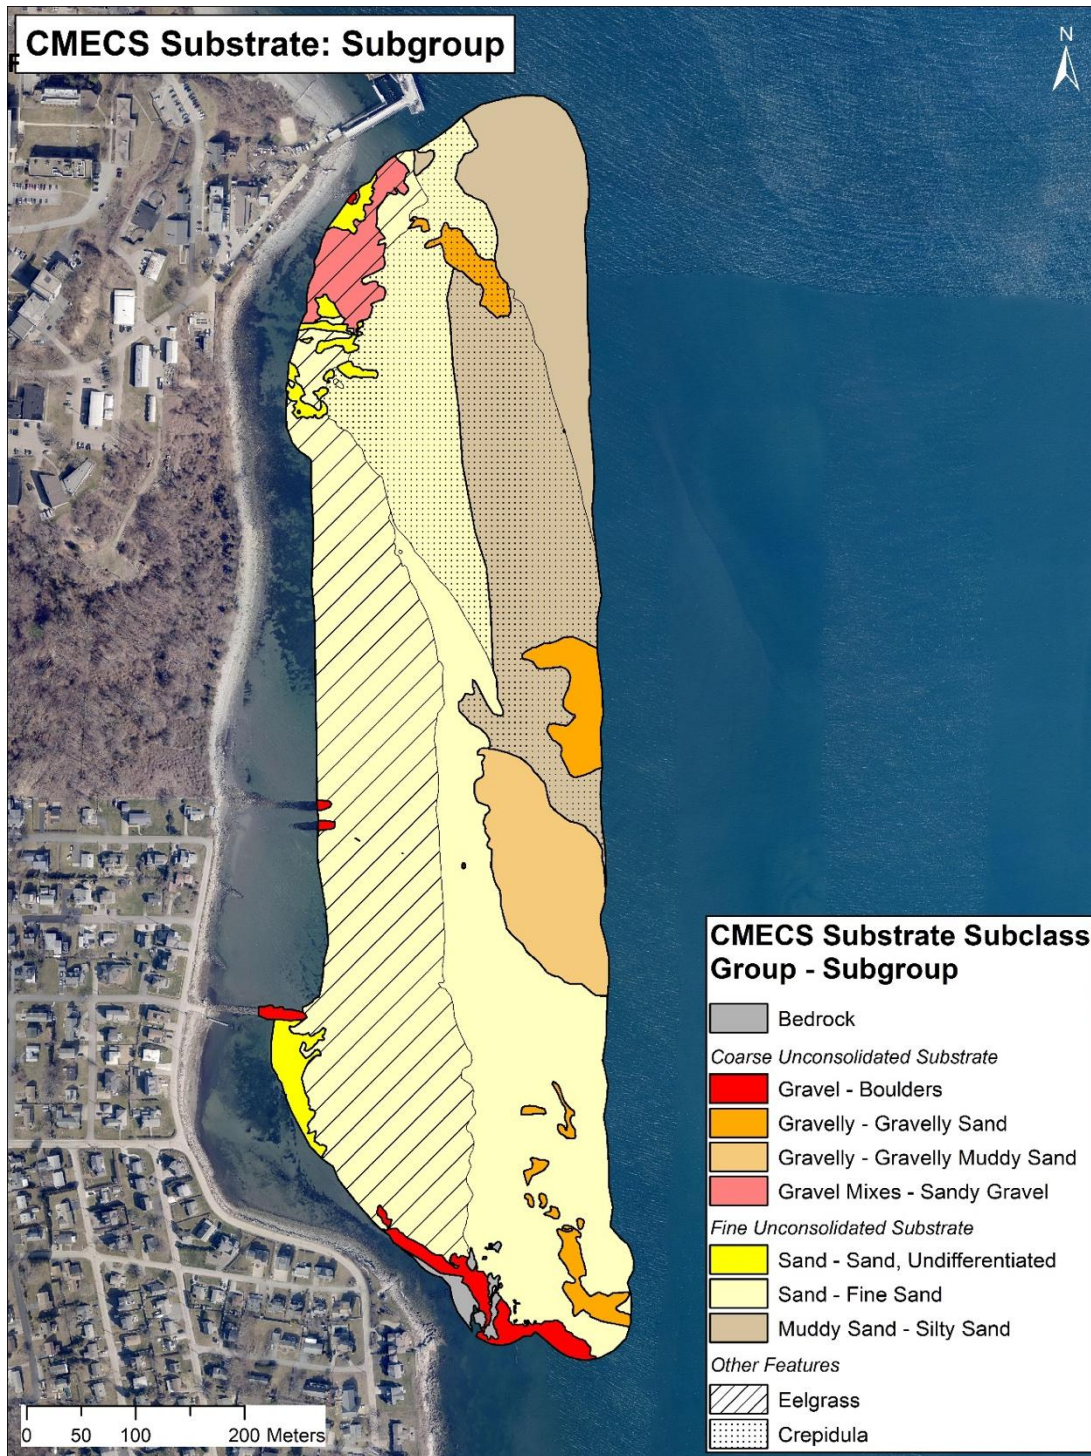 CMECS Substrate: Subgroup
N
CMECS Substrate Subclass
Group - Subgroup
Bedrock
Coarse Unconsolidated Substrate
Gravel - Boulders
Gravelly - Gravelly Sand
Gravelly - Gravelly Muddy Sand
Gravel Mixes - Sandy Gravel
Fine Unconsolidated Substrate
Sand - Sand, Undifferentiated
Sand - Fine Sand
Muddy Sand - Silty Sand
Other Features
Eelgrass
Crepidula
0 50 100 200 Meters